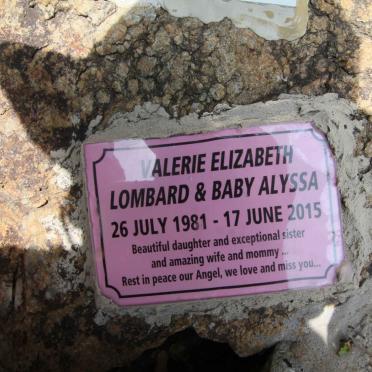 VALERIE ELIZABETH
LOMBARD & BABY ALYSSA
26 JULY 1981 - 17 JUNE 2015
Beautiful daughter and exceptional sister
and amazing wife and mommy ...
Rest in peace our Angel, we love and miss you...